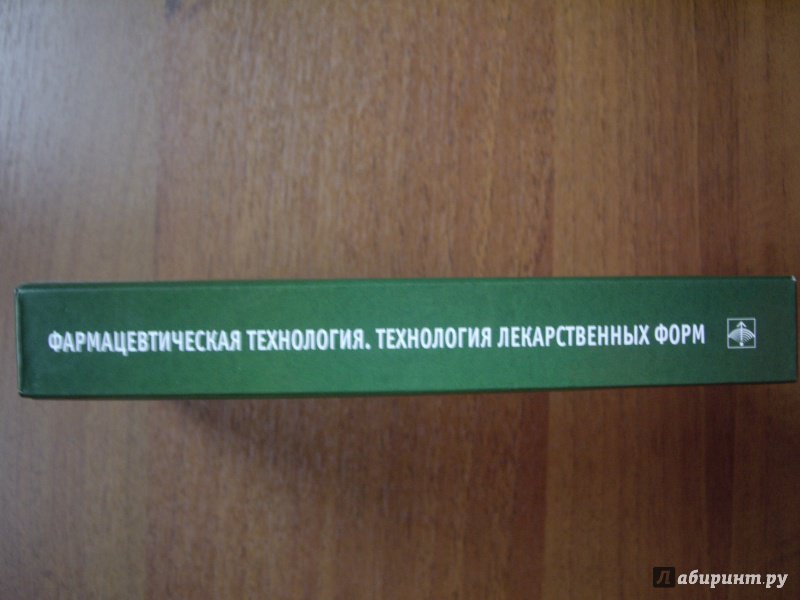 ФАРМАЦЕВТИЧЕСКАЯ ТЕХНОЛОГИЯ. ТЕХНОЛОГИЯ ЛЕКАРСТВЕННЫХ ФОРМ
Лабиринт.ру